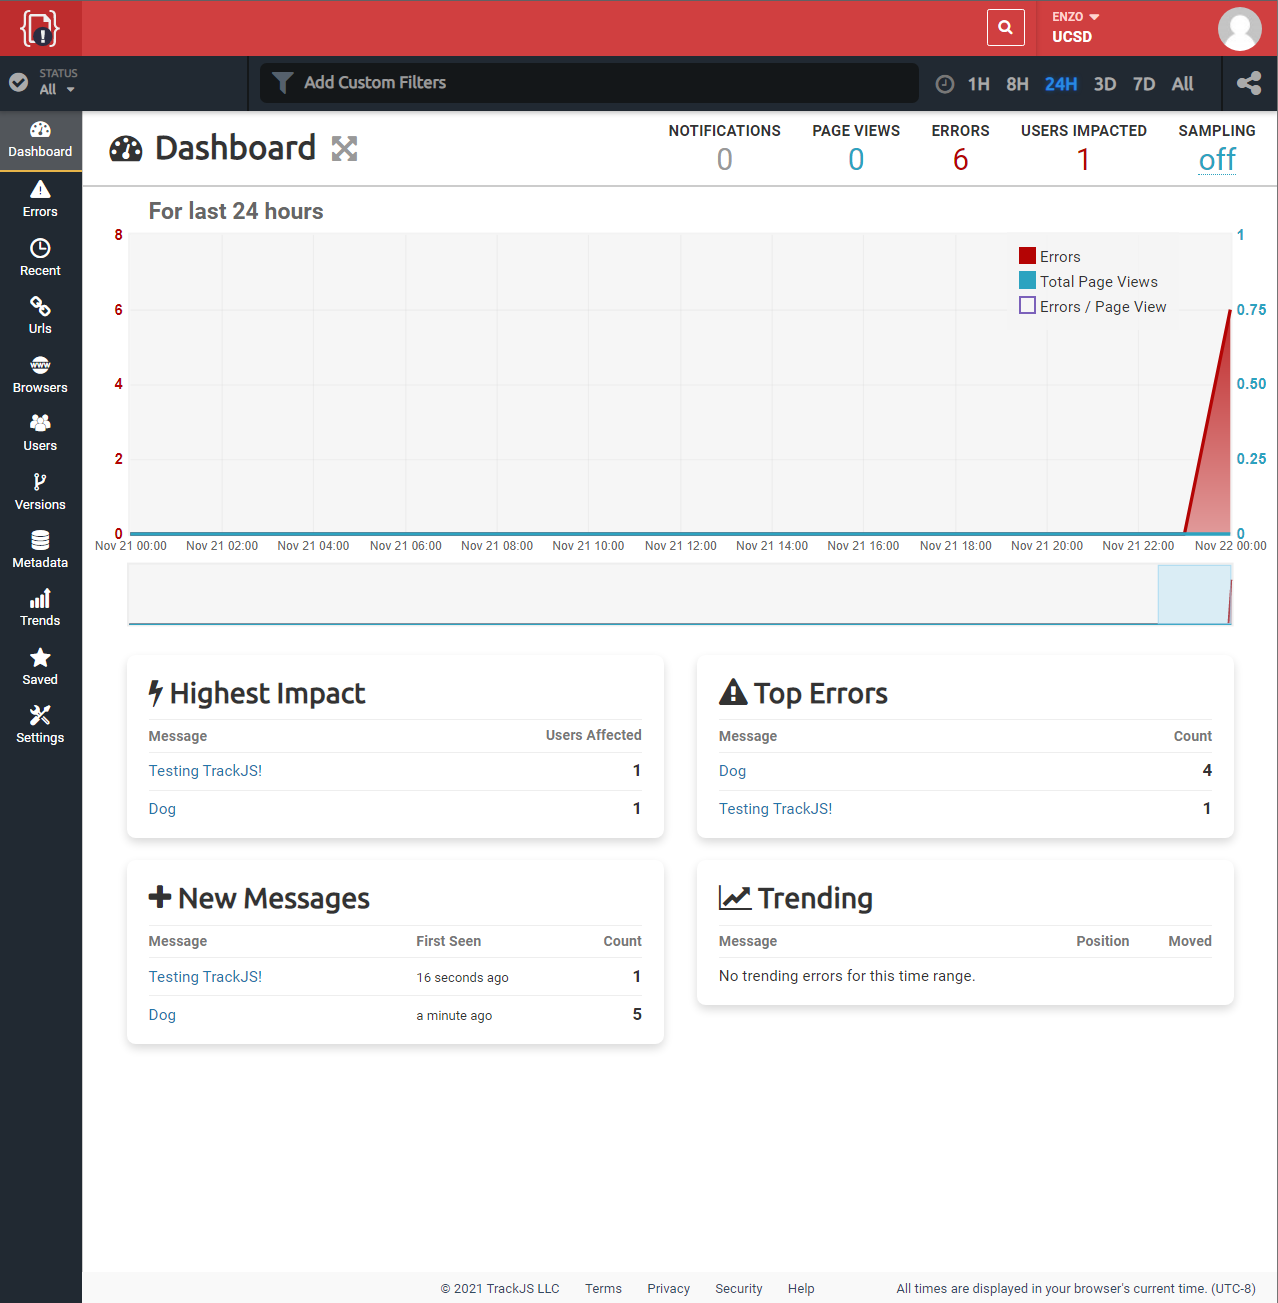 ENZO
UCSD
STATUS
All
Add Custom Filters
1H 8H 24H 3D 7D All
Dashboard
Errors
Recent
Urls
www
Browsers
Users
Versions
Metadata
Trends
Saved
Settings
Dashboard
NOTIFICATIONS PAGE VIEWS ERRORS USERS IMPACTED SAMPLING
0 0 6 1 off
For last 24 hours
8 1
6 0.75
4 0.50
2 0.25
0 0
Errors
Total Page Views
Errors / Page View
Nov 21 00:00 Nov 21 02:00 Nov 21 04:00 Nov 21 06:00 Nov 21 08:00 Nov 21 10:00 Nov 21 12:00 Nov 21 14:00 Nov 21 16:00 Nov 21 18:00 Nov 21 20:00 Nov 21 22:00 Nov 22 00:00
Highest Impact
Message Users Affected
Testing TrackJS! 1
Dog 1
Top Errors
Message Count
Dog 4
Testing TrackJS! 1
New Messages
Message First Seen Count
Testing TrackJS! 16 seconds ago 1
Dog a minute ago 5
Trending
Message Position Moved
No trending errors for this time range.
© 2021 TrackJS LLC Terms Privacy Security Help All times are displayed in your browser's current time. (UTC-8)